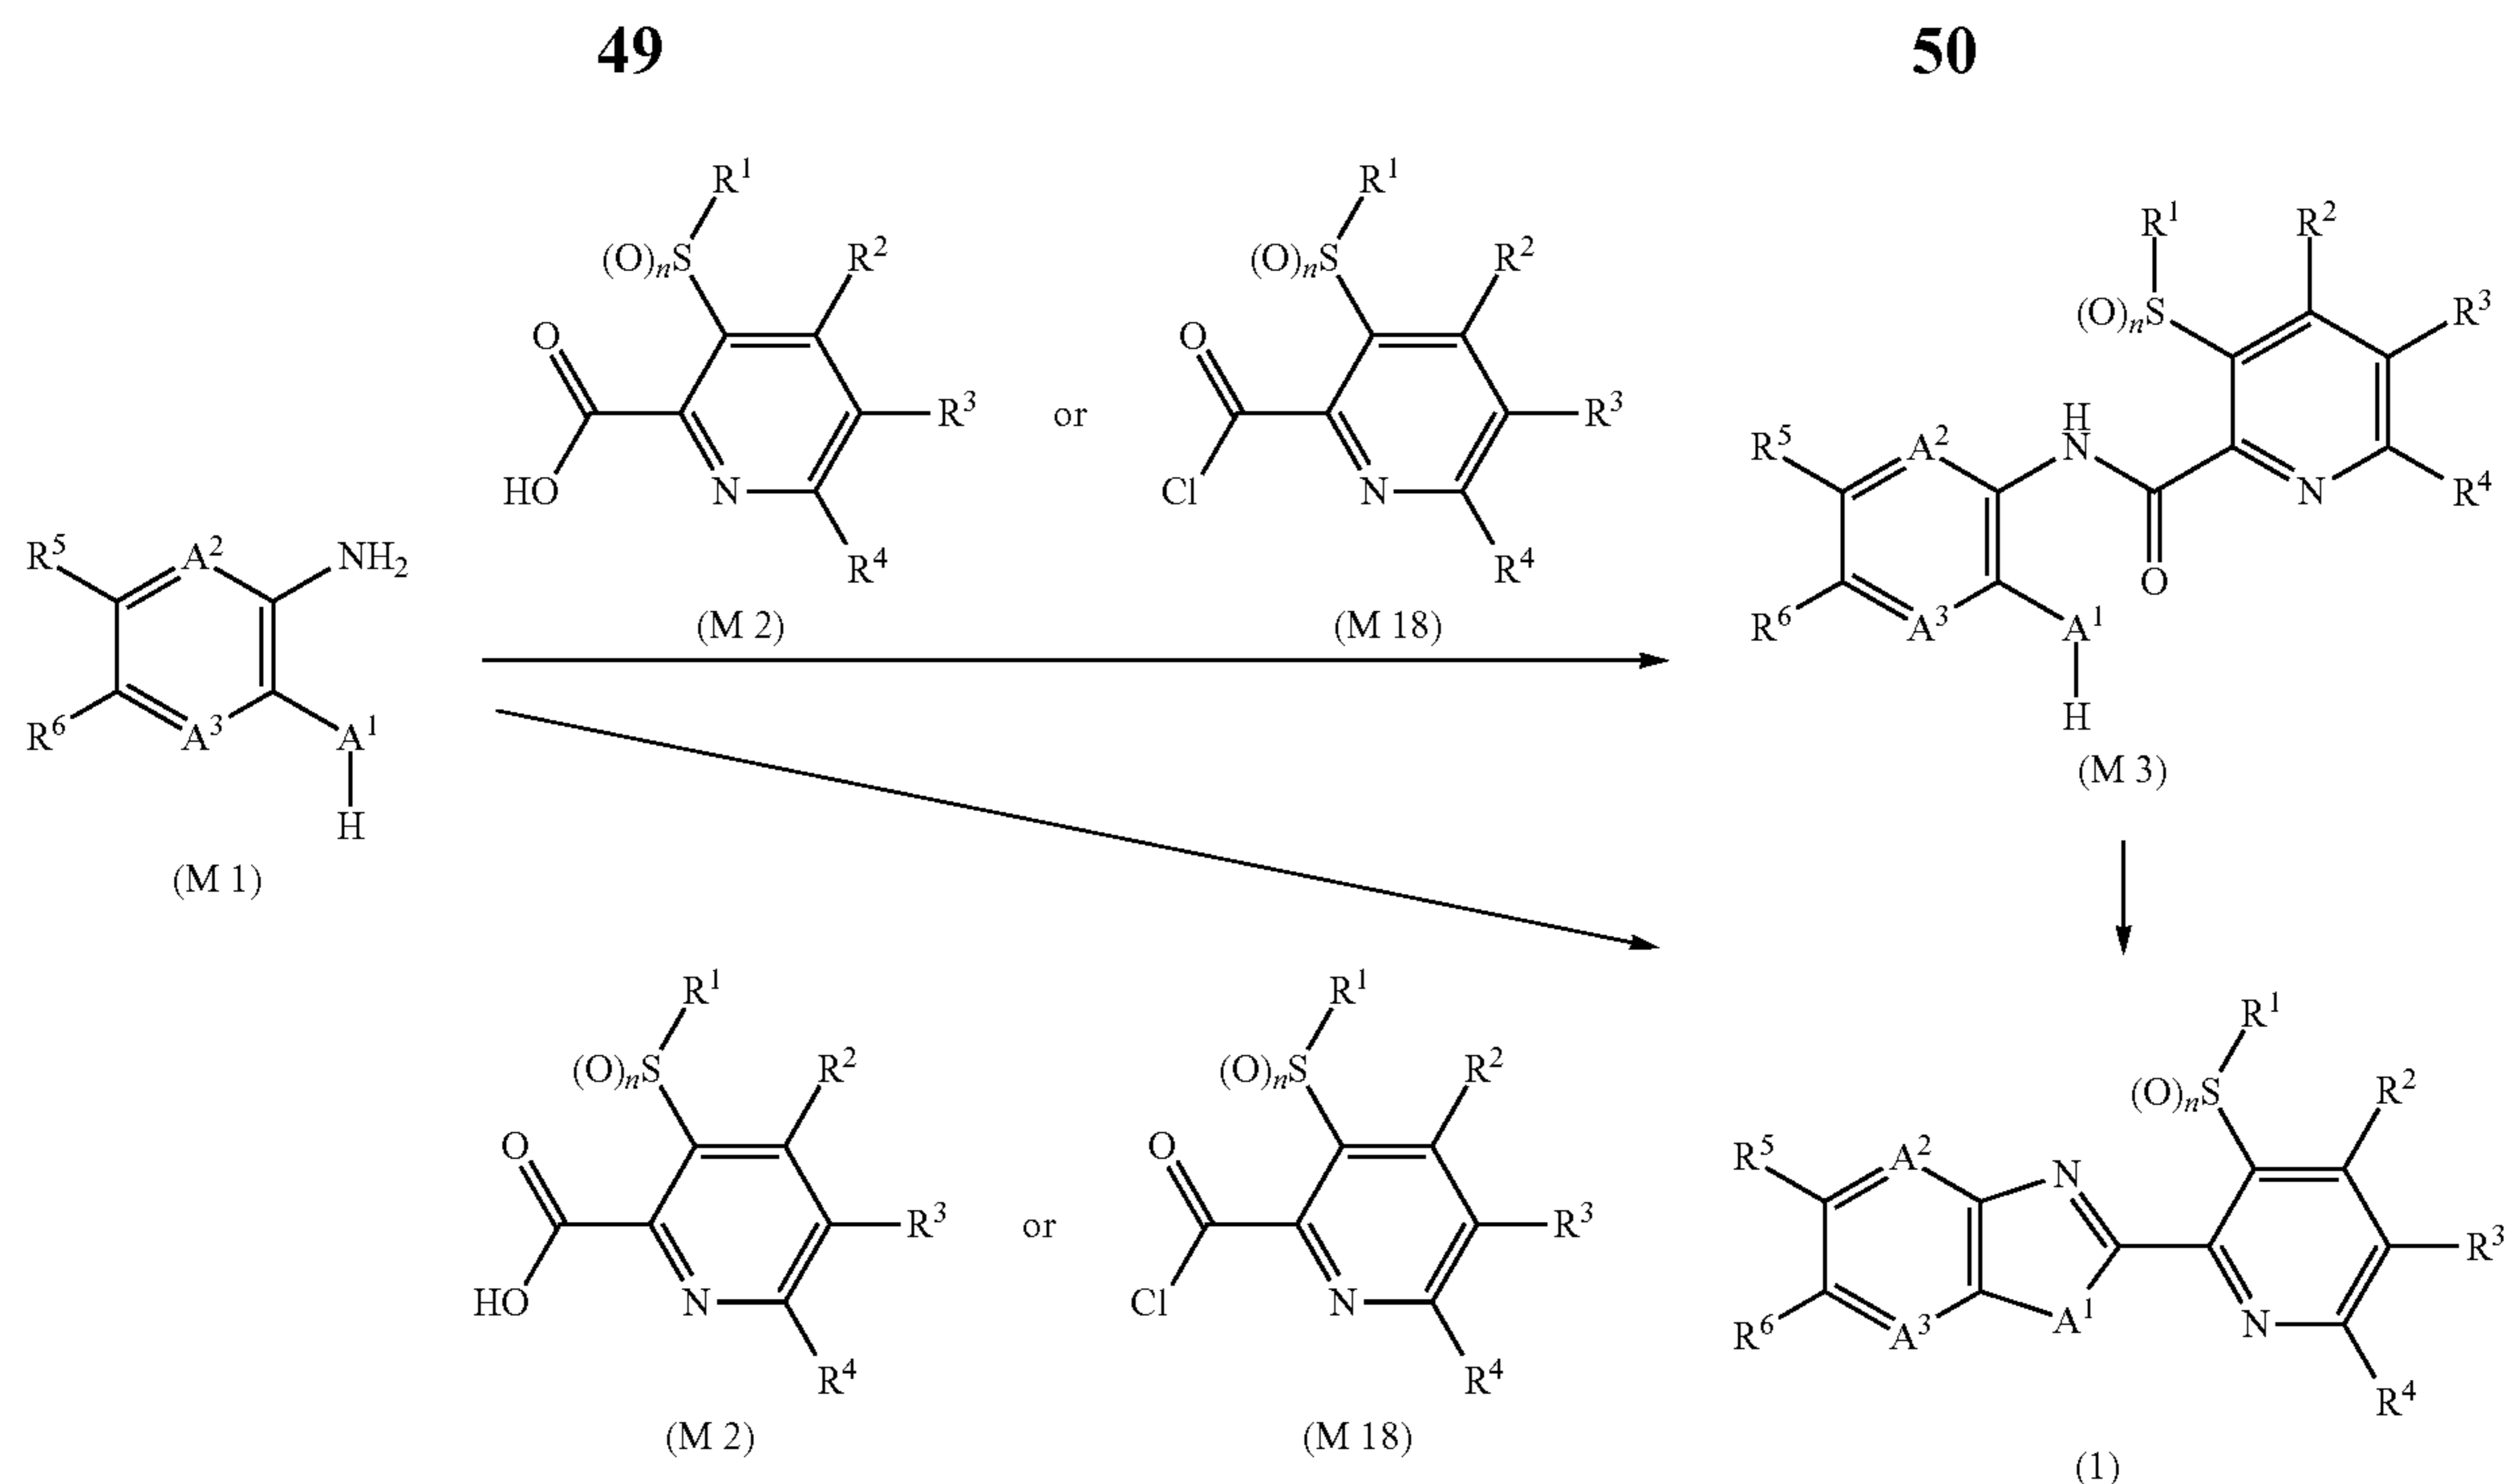 49 50
R¹ R¹ R¹ R²
(O)ₙS R² (O)ₙS R² (O)ₙS R³
O R³ or O R³ H
HO N Cl N R⁵ A² N N R⁴
R⁴ R⁴ O
(M 2) (M 18) R⁶ A³ A¹
R⁵ A² NH₂ H
R⁶ A³ A¹ (M 3)
H
(M 1)
R¹ R¹ R¹
(O)ₙS R² (O)ₙS R² (O)ₙS R²
O R³ or O R³ R⁵ A² N R³
HO N Cl N R⁶ A³ A¹ N
R⁴ R⁴ R⁴
(M 2) (M 18) (1)